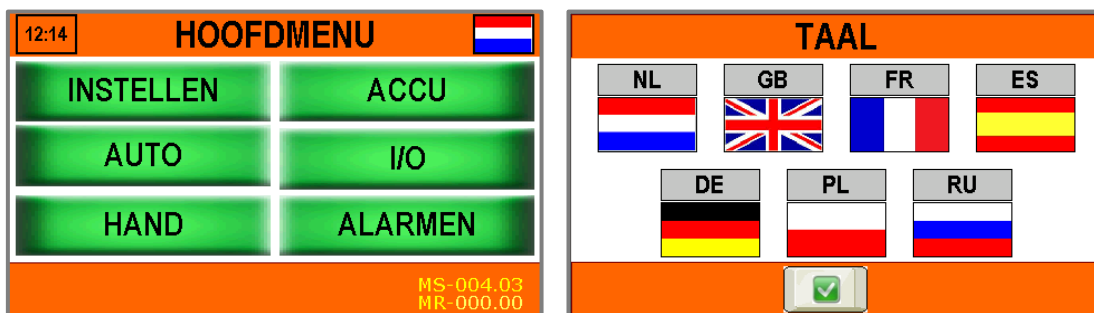 12:14 HOOFDMENU
INSTELLEN ACCU
AUTO I/O
HAND ALARMEN
MS-004.03
MR-000.00
TAAL
NL GB FR ES
DE PL RU